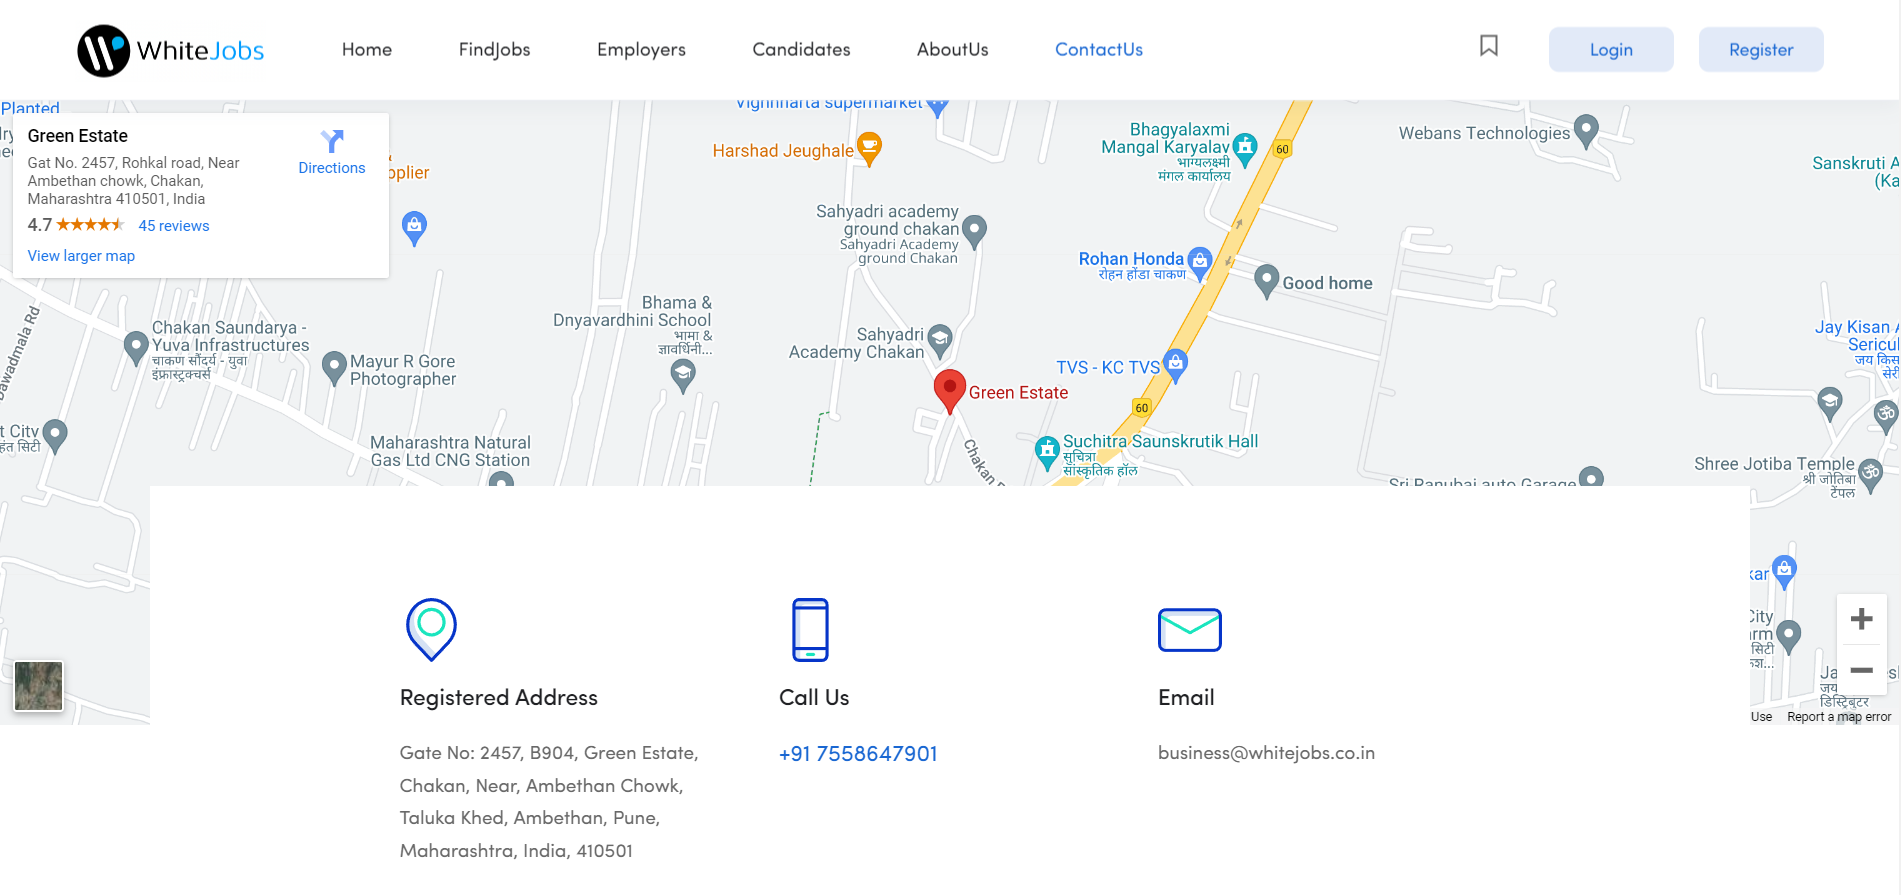 WhiteJobs
Home
FindJobs
Employers
Candidates
AboutUs
ContactUs
Login
Register
Planted
Green Estate
Gat No. 2457, Rohkal road, Near
Ambethan chowk, Chakan,
Maharashtra 410501, India
4.7
45 reviews
View larger map
Directions
Vighnharta supermarket
Harshad Jeughale
Bhagyalaxmi
Mangal Karyalay
भाग्यलक्ष्मी
मंगल कार्यालय
60
Webans Technologies
Sanskruti A
(Ka
Sahyadri academy
ground chakan
Sahyadri Academy
ground Chakan
Rohan Honda
रोहन होंडा चाकण
Good home
Bhama &
Dnyavardhini School
भामा &
Chakan Saundarya -
Yuva Infrastructures
चाकण सौंदर्य - युवा
इंफ्रास्ट्रक्चर्स
Mayur R Gore
Photographer
Sahyadri
Academy Chakan
TVS - KC TVS
Jay Kisan A
Sericul
जय किस
सेरी
Green Estate
60
t City
सिटी
Maharashtra Natural
Gas Ltd CNG Station
Suchitra Saunskrutik Hall
सुचित्रा
सांस्कृतिक हॉल
Chakan
Sri Ranubai auto Garage
Shree Jotiba Temple
श्री जोतिबा
टेंपल
kar
City
arm
सिटी
Ja
जय
डिस्ट्रिबुटर
Use
Report a map error
Registered Address
Gate No: 2457, B904, Green Estate,
Chakan, Near, Ambethan Chowk,
Taluka Khed, Ambethan, Pune,
Maharashtra, India, 410501
Call Us
+91 7558647901
Email
business@whitejobs.co.in